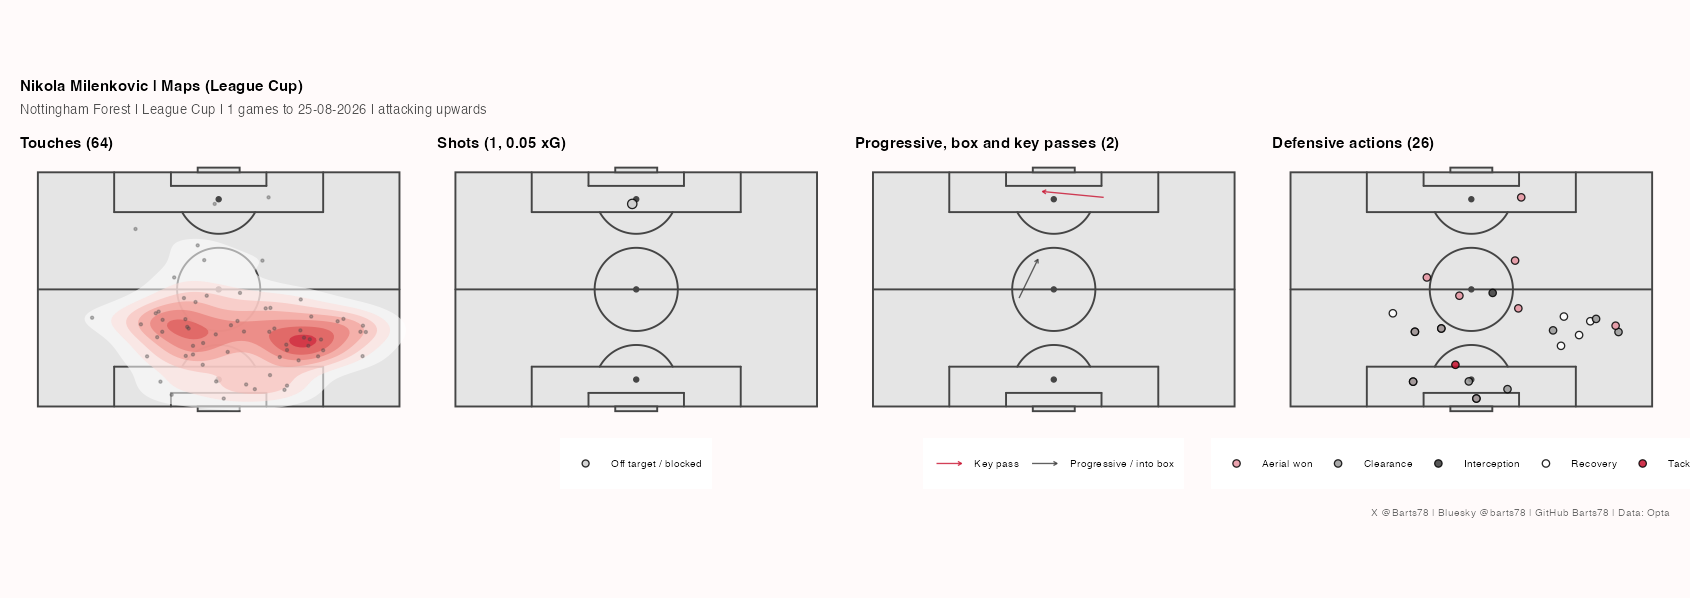 Nikola Milenkovic | Maps (League Cup)
Nottingham Forest | League Cup | 1 games to 25-08-2026 | attacking upwards
Touches (64)
Shots (1, 0.05 xG)
Progressive, box and key passes (2)
Defensive actions (26)
Off target / blocked
Key pass
Progressive / into box
Aerial won
Clearance
Interception
Recovery
Tack
X @Barts78 | Bluesky @barts78 | GitHub Barts78 | Data: Opta